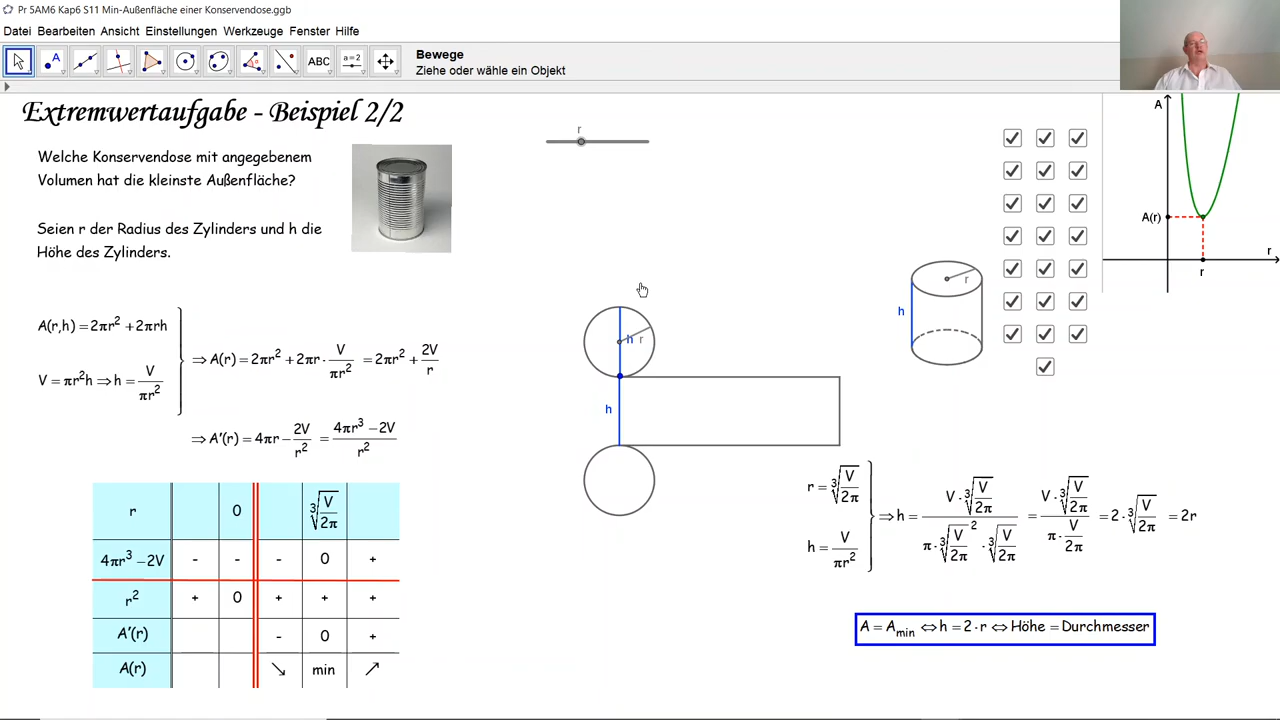 Pr 5AM6 Kap6 S11 Min-Außenfläche einer Konservendose.ggb
Datei Bearbeiten Ansicht Einstellungen Werkzeuge Fenster Hilfe
A ABC a=2
Bewege
Ziehe oder wähle ein Objekt
Extremwertaufgabe - Beispiel 2/2
Welche Konservendose mit angegebenem
Volumen hat die kleinste Außenfläche?
Seien r der Radius des Zylinders und h die
Höhe des Zylinders.
A(r,h) = 2πr² + 2πrh
V = πr²h ⇒ h = V/(πr²)
⇒ A(r) = 2πr² + 2πr · V/(πr²) = 2πr² + 2V/r
⇒ A'(r) = 4πr − 2V/r² = (4πr³ − 2V)/r²
r 0 ∛(V/2π)
4πr³ − 2V - - - 0 +
r² + 0 + + +
A'(r) - 0 +
A(r) ↘ min ↗
r
h r
h
h
r
A
A(r)
r
r
r = ∛(V/2π)
h = V/(πr²)
⇒ h = (V · ∛(V/2π))/(π · ∛(V/2π)² · ∛(V/2π)) = (V · ∛(V/2π))/(π · V/2π) = 2 · ∛(V/2π) = 2r
A = Amin ⇔ h = 2 · r ⇔ Höhe = Durchmesser